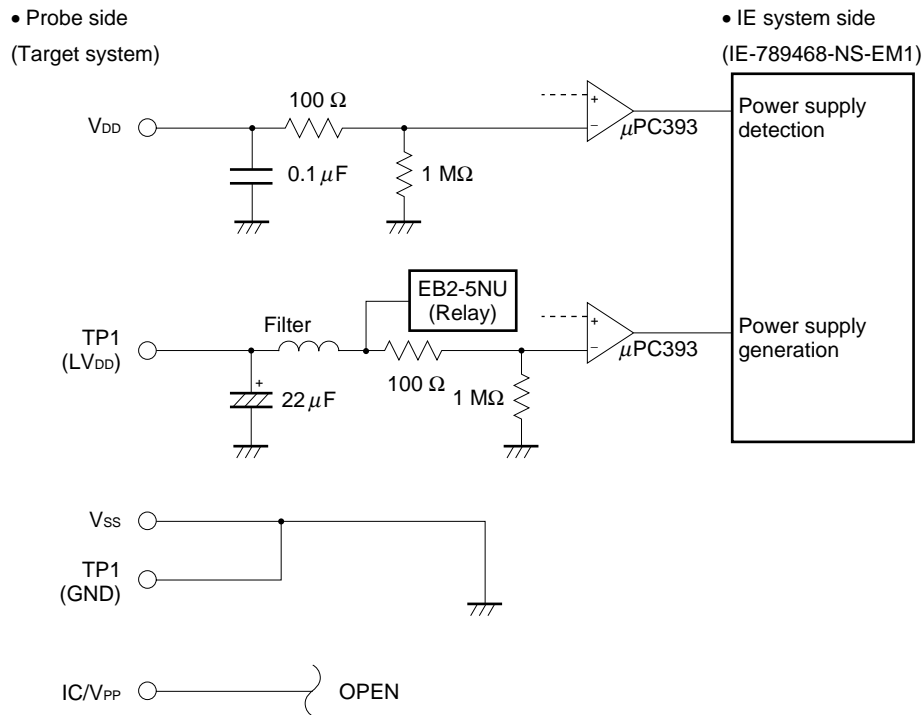 • Probe side
(Target system)
• IE system side
(IE-789468-NS-EM1)
VDD
100 Ω
0.1 µF
1 MΩ
+
−
µPC393
Power supply
detection
TP1
(LVDD)
Filter
+
22 µF
EB2-5NU
(Relay)
100 Ω
1 MΩ
+
−
µPC393
Power supply
generation
VSS
TP1
(GND)
IC/VPP
OPEN